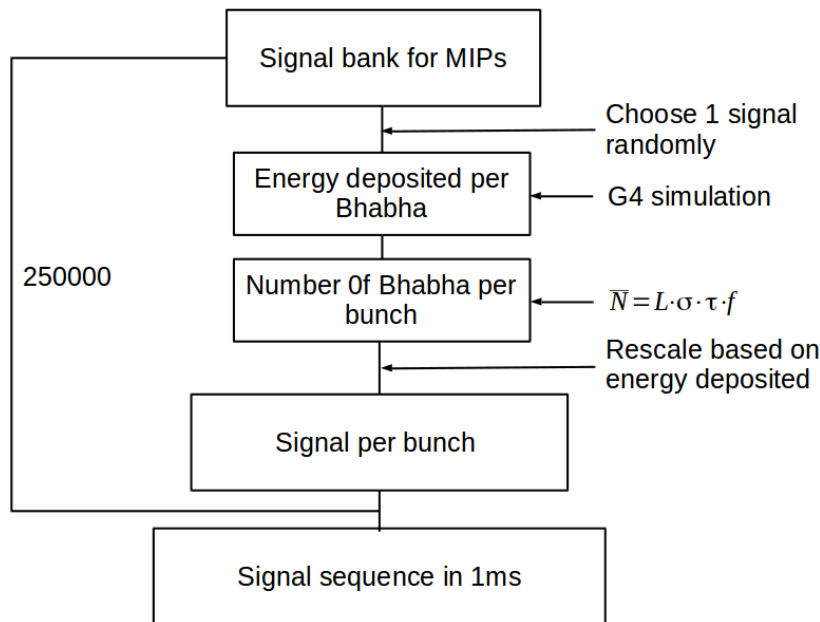 Signal bank for MIPs
Choose 1 signal
randomly
Energy deposited per
Bhabha
G4 simulation
250000
Number 0f Bhabha per
bunch
N̅=L·σ·τ·f
Rescale based on
energy deposited
Signal per bunch
Signal sequence in 1ms